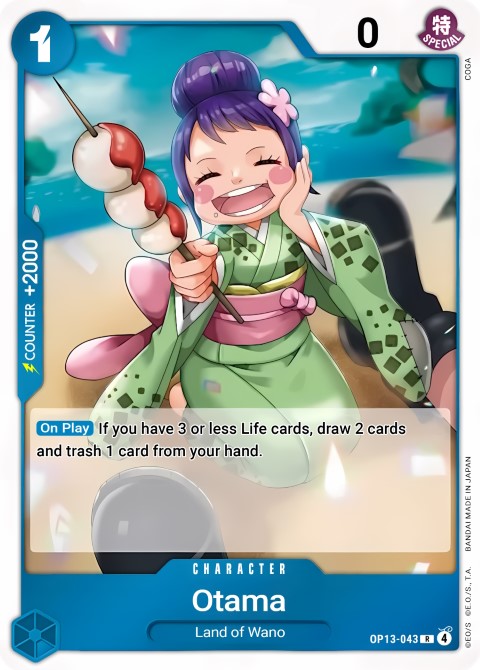 1
0
特
SPECIAL
COGA
COUNTER +2000
On Play If you have 3 or less Life cards, draw 2 cards
and trash 1 card from your hand.
CHARACTER
Otama
Land of Wano
OP13-043 R 4
©E.O/S ©E.O./S.,T.A. BANDAI MADE IN JAPAN